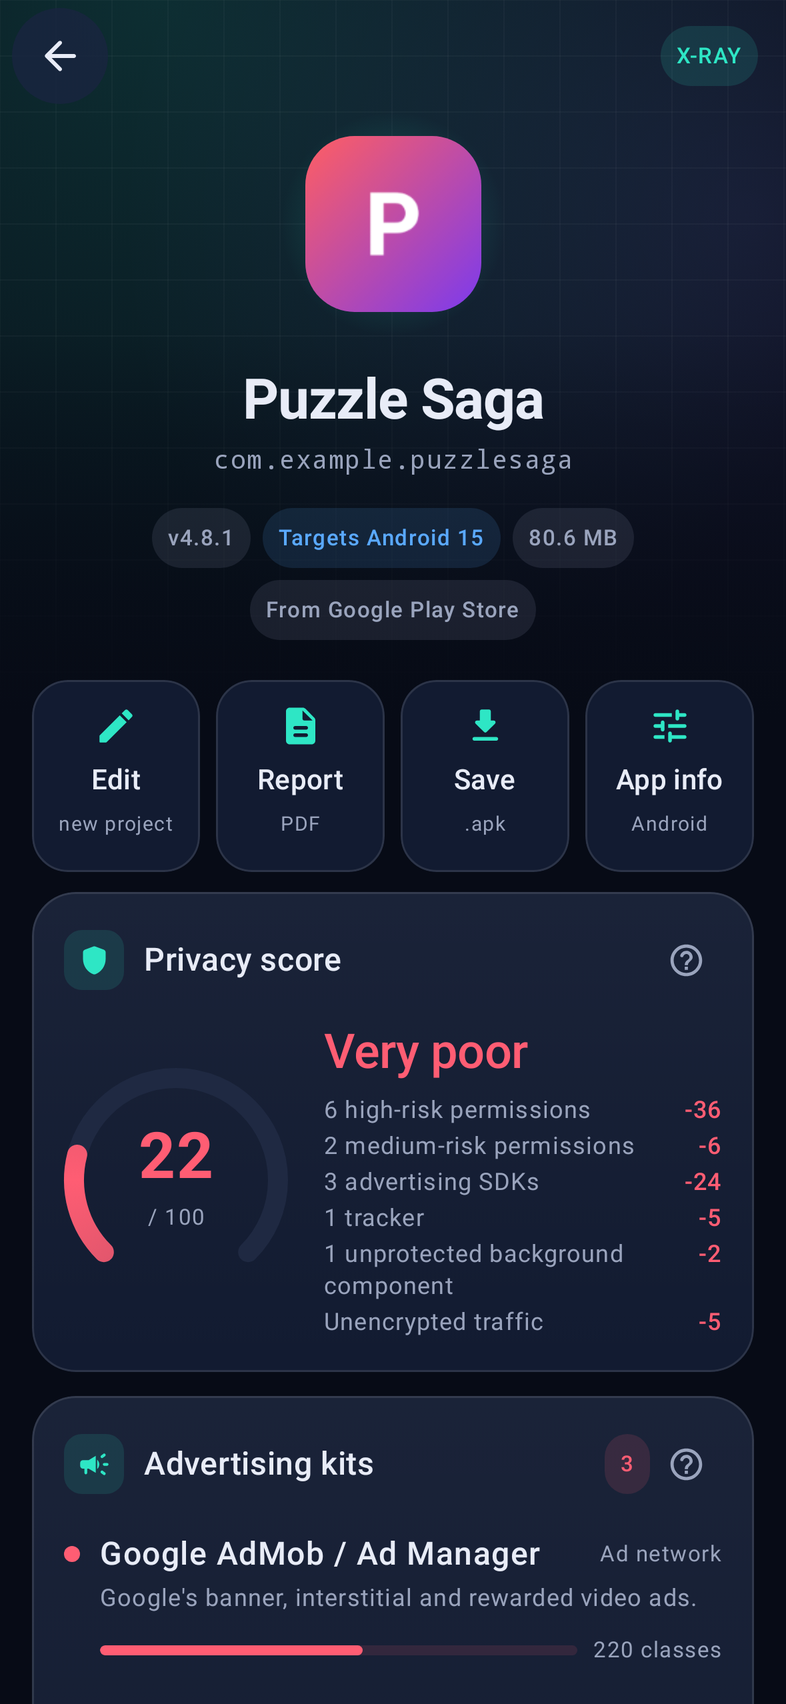 X-RAY
P
Puzzle Saga
com.example.puzzlesaga
v4.8.1
Targets Android 15
80.6 MB
From Google Play Store
Edit
new project
Report
PDF
Save
.apk
App info
Android
Privacy score
Very poor
22
/ 100
6 high-risk permissions -36
2 medium-risk permissions -6
3 advertising SDKs -24
1 tracker -5
1 unprotected background -2
component
Unencrypted traffic -5
Advertising kits 3
Google AdMob / Ad Manager Ad network
Google's banner, interstitial and rewarded video ads.
220 classes